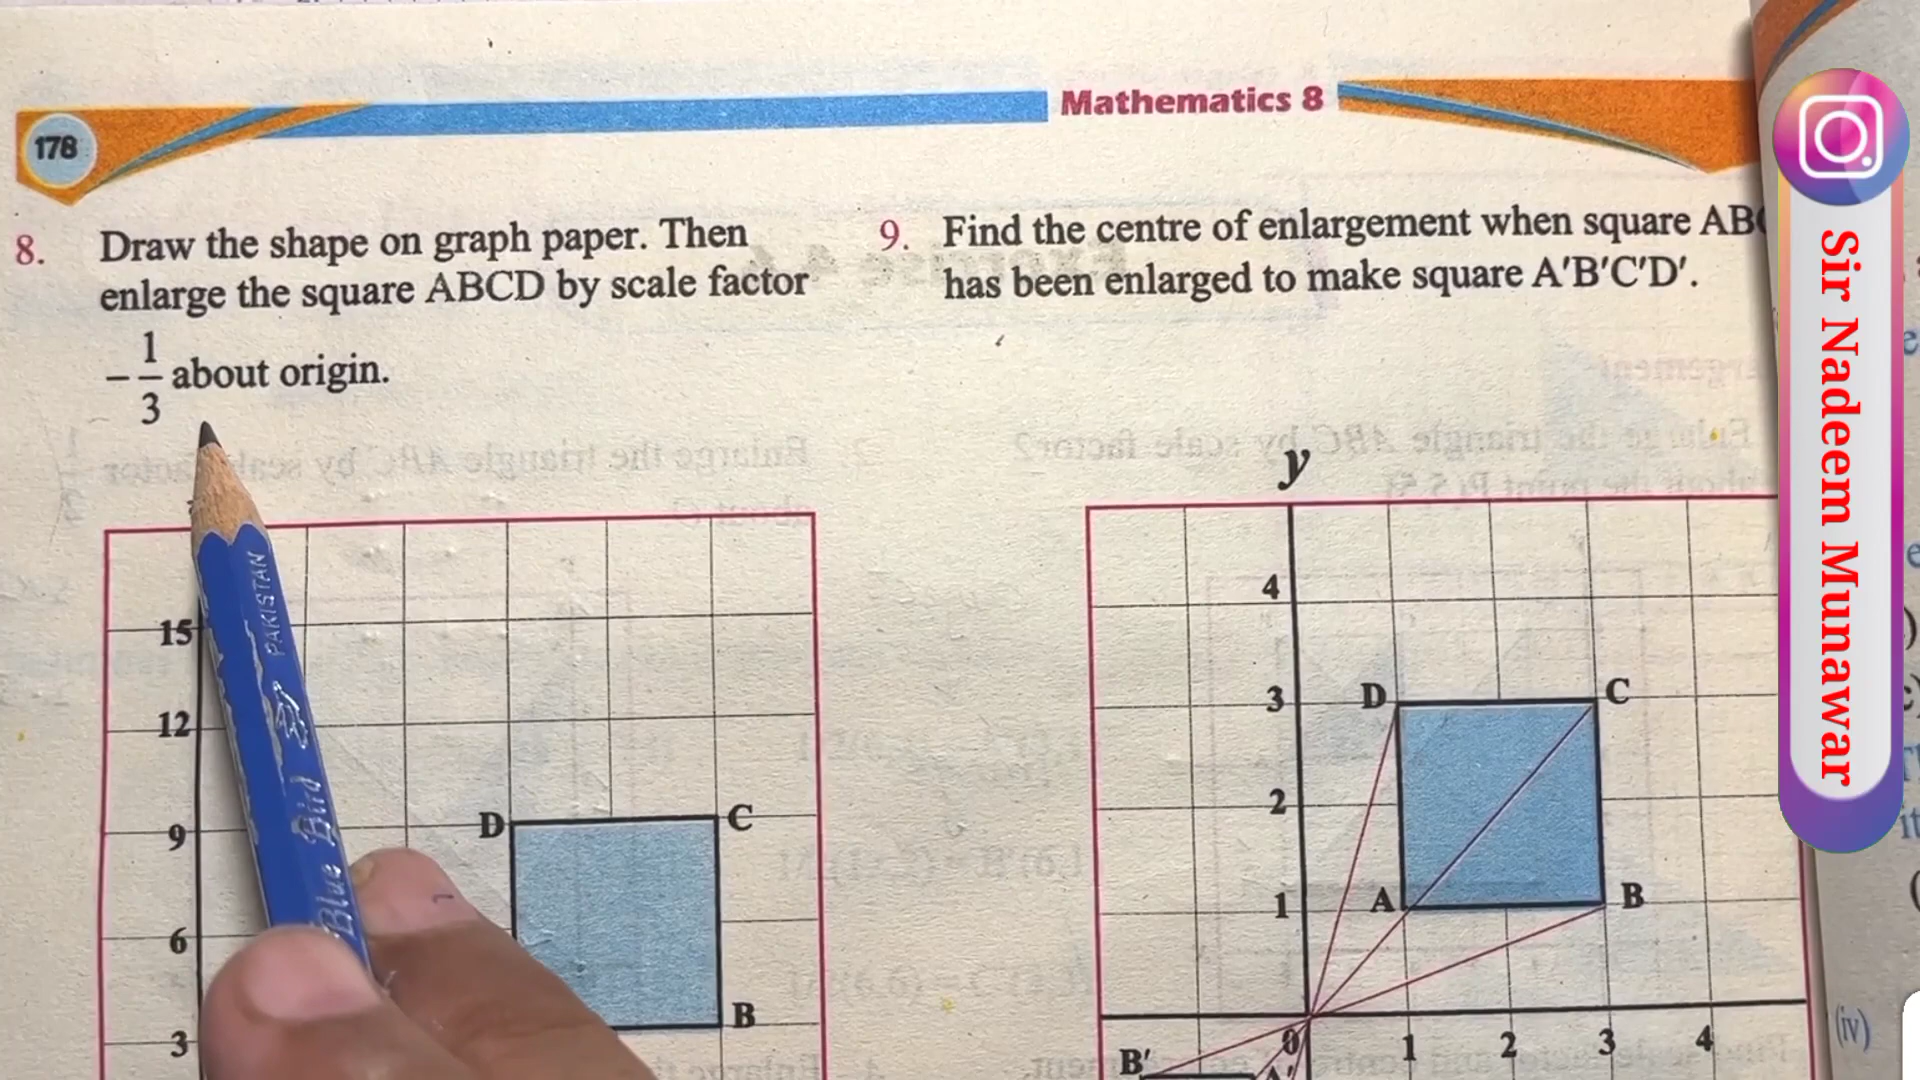 178
Mathematics 8
8. Draw the shape on graph paper. Then
enlarge the square ABCD by scale factor
-1/3 about origin.
15
12
9
6
3
D
C
B
PAKISTAN
Blue Bird
9. Find the centre of enlargement when square
has been enlarged to make square A'B'C'D'.
y
4
3
2
1
0
1
2
3
4
D
C
A
B
B'
A'
(iv)
Sir Nadeem Munawar